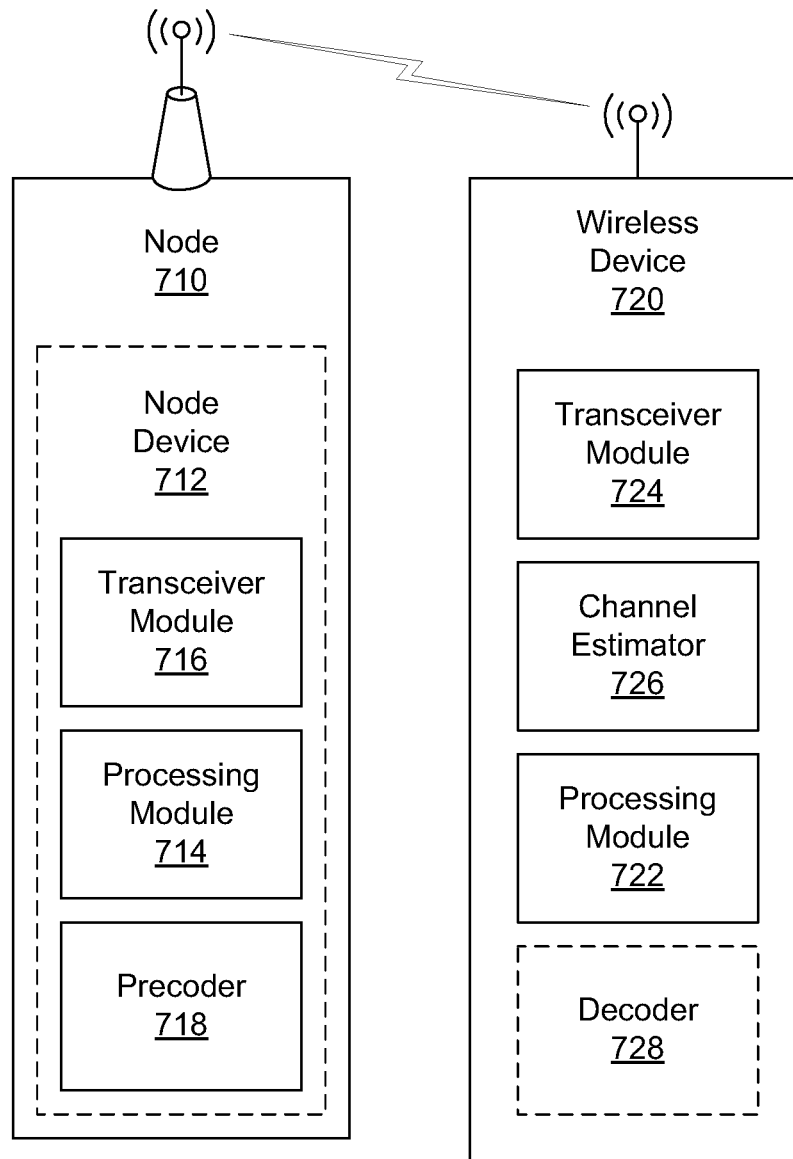 Node
710
Node
Device
712
Transceiver
Module
716
Processing
Module
714
Precoder
718
Wireless
Device
720
Transceiver
Module
724
Channel
Estimator
726
Processing
Module
722
Decoder
728